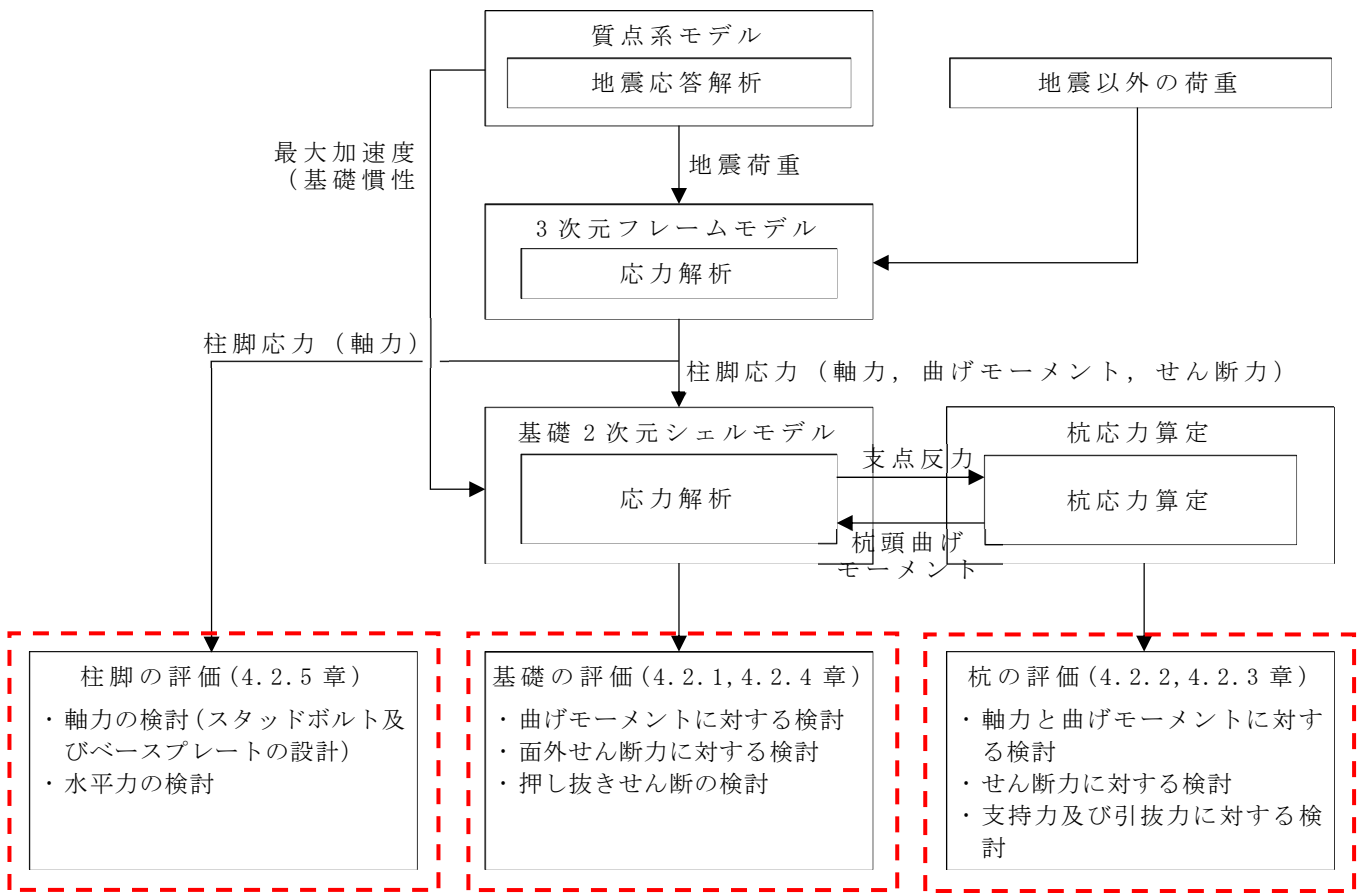 質点系モデル
地震応答解析
地震以外の荷重
最大加速度
（基礎慣性
地震荷重
3次元フレームモデル
応力解析
柱脚応力（軸力）
柱脚応力（軸力，曲げモーメント，せん断力）
基礎2次元シェルモデル
応力解析
支点反力
杭頭曲げ
モーメント
杭応力算定
杭応力算定
柱脚の評価(4.2.5章)
・軸力の検討(スタッドボルト及
びベースプレートの設計)
・水平力の検討
基礎の評価(4.2.1,4.2.4章)
・曲げモーメントに対する検討
・面外せん断力に対する検討
・押し抜きせん断の検討
杭の評価(4.2.2,4.2.3章)
・軸力と曲げモーメントに対す
る検討
・せん断力に対する検討
・支持力及び引抜力に対する検
討